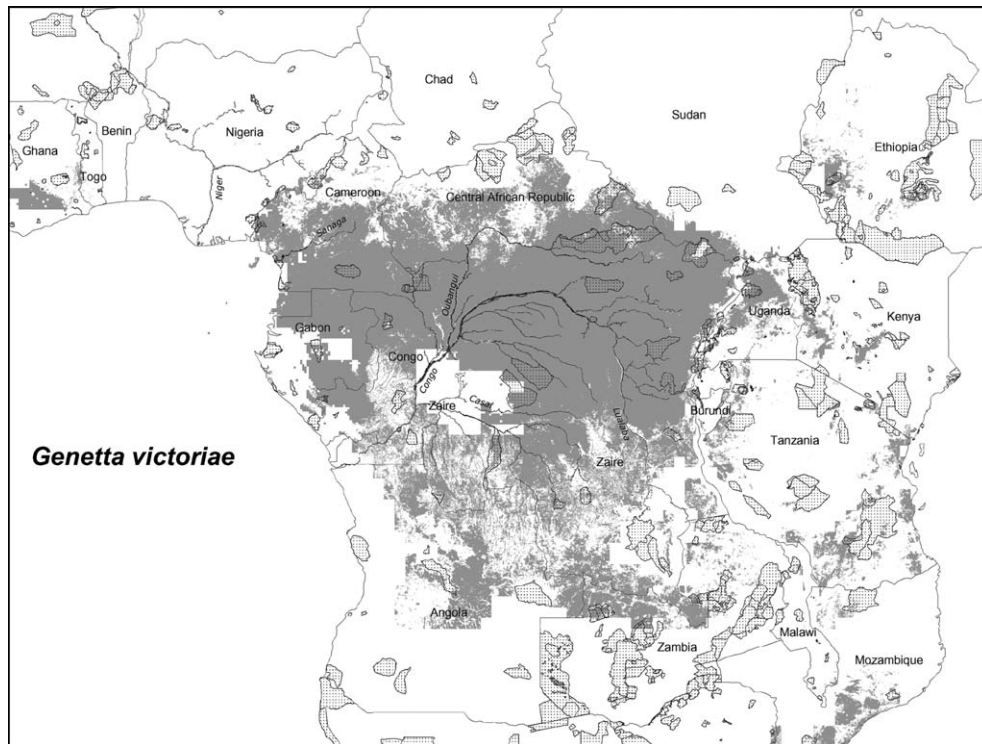 Chad
Sudan
Ethiopia
Nigeria
Benin
Ghana
Togo
Niger
Cameroon
Central African Republic
Sanaga
Oubangui
Uganda
Kenya
Gabon
Congo
Congo
Zaire
Casai
Lualaba
Burundi
Tanzania
Zaire
Genetta victoriae
Angola
Malawi
Zambia
Mozambique